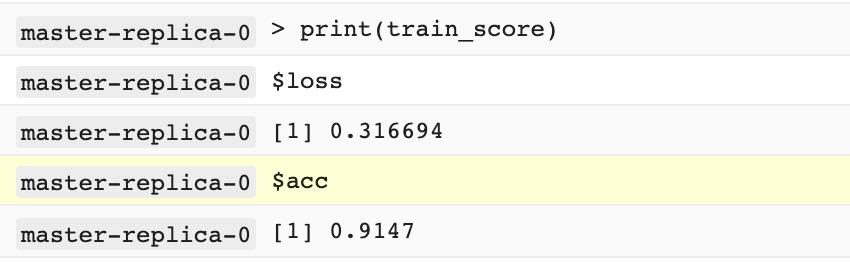 master-replica-0 > print(train_score)
master-replica-0 $loss
master-replica-0 [1] 0.316694
master-replica-0 $acc
master-replica-0 [1] 0.9147